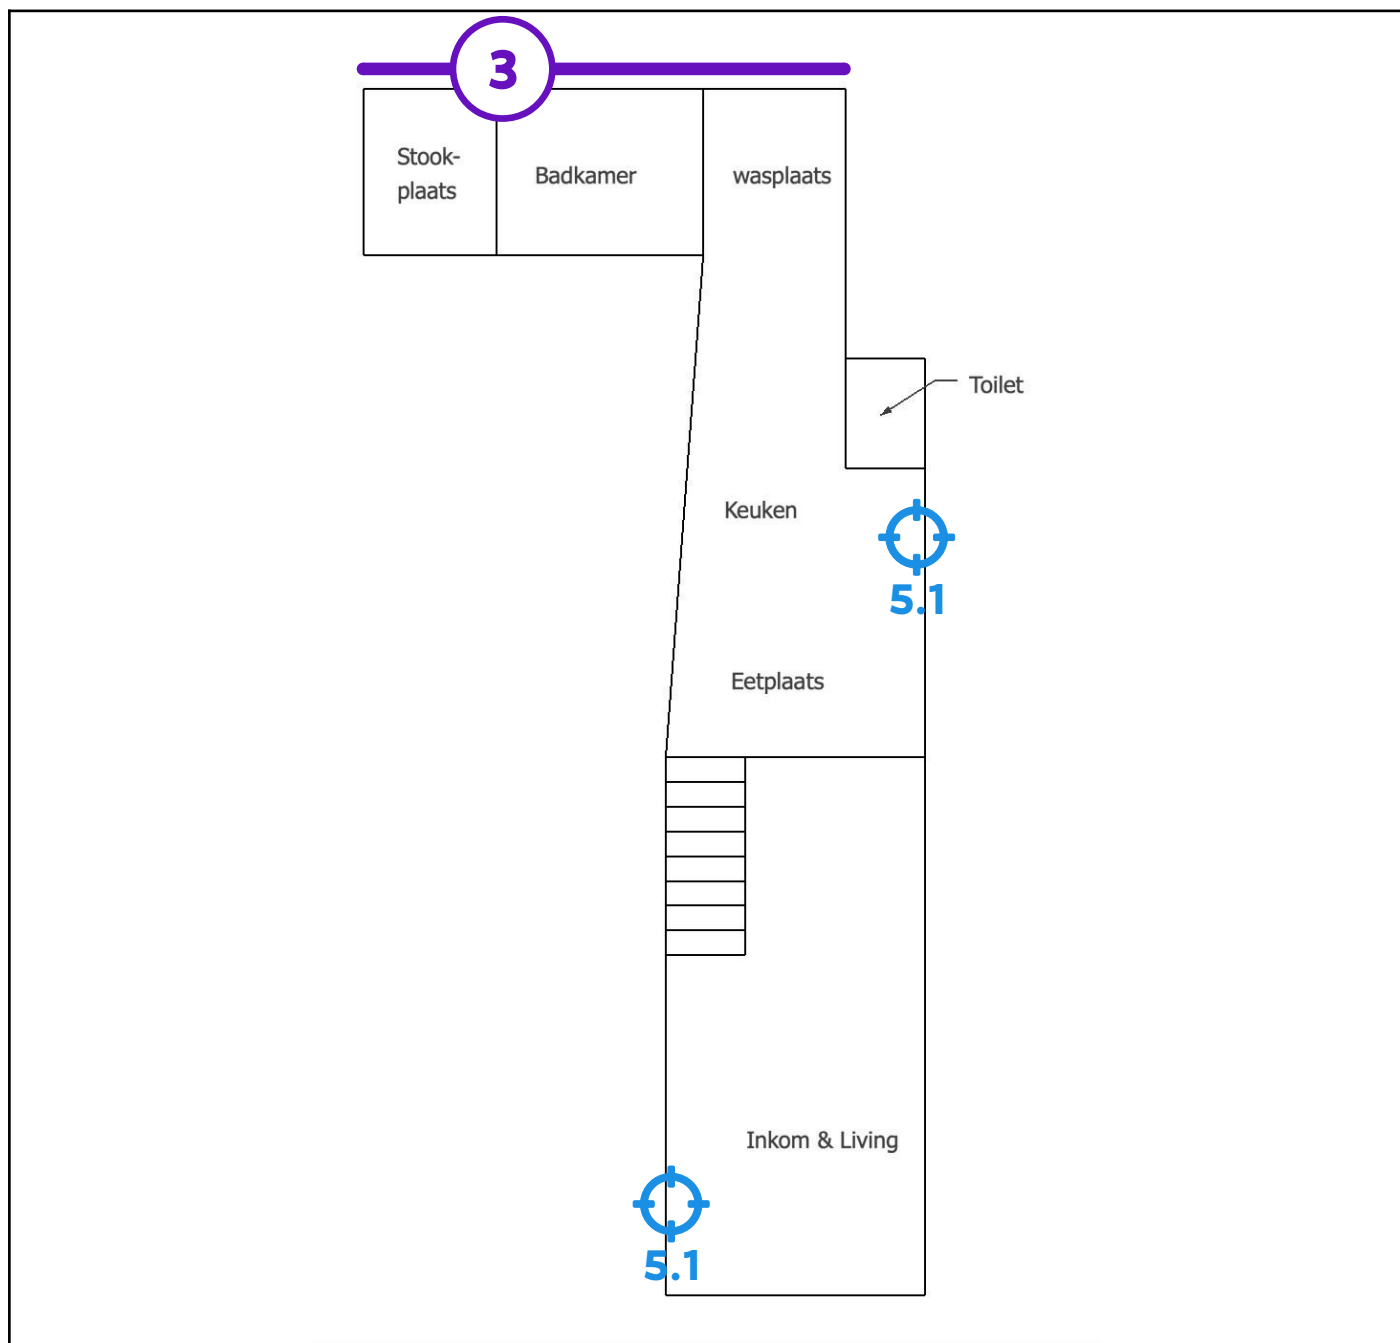 3
Stook-
plaats
Badkamer
wasplaats
Toilet
Keuken
5.1
Eetplaats
Inkom & Living
5.1